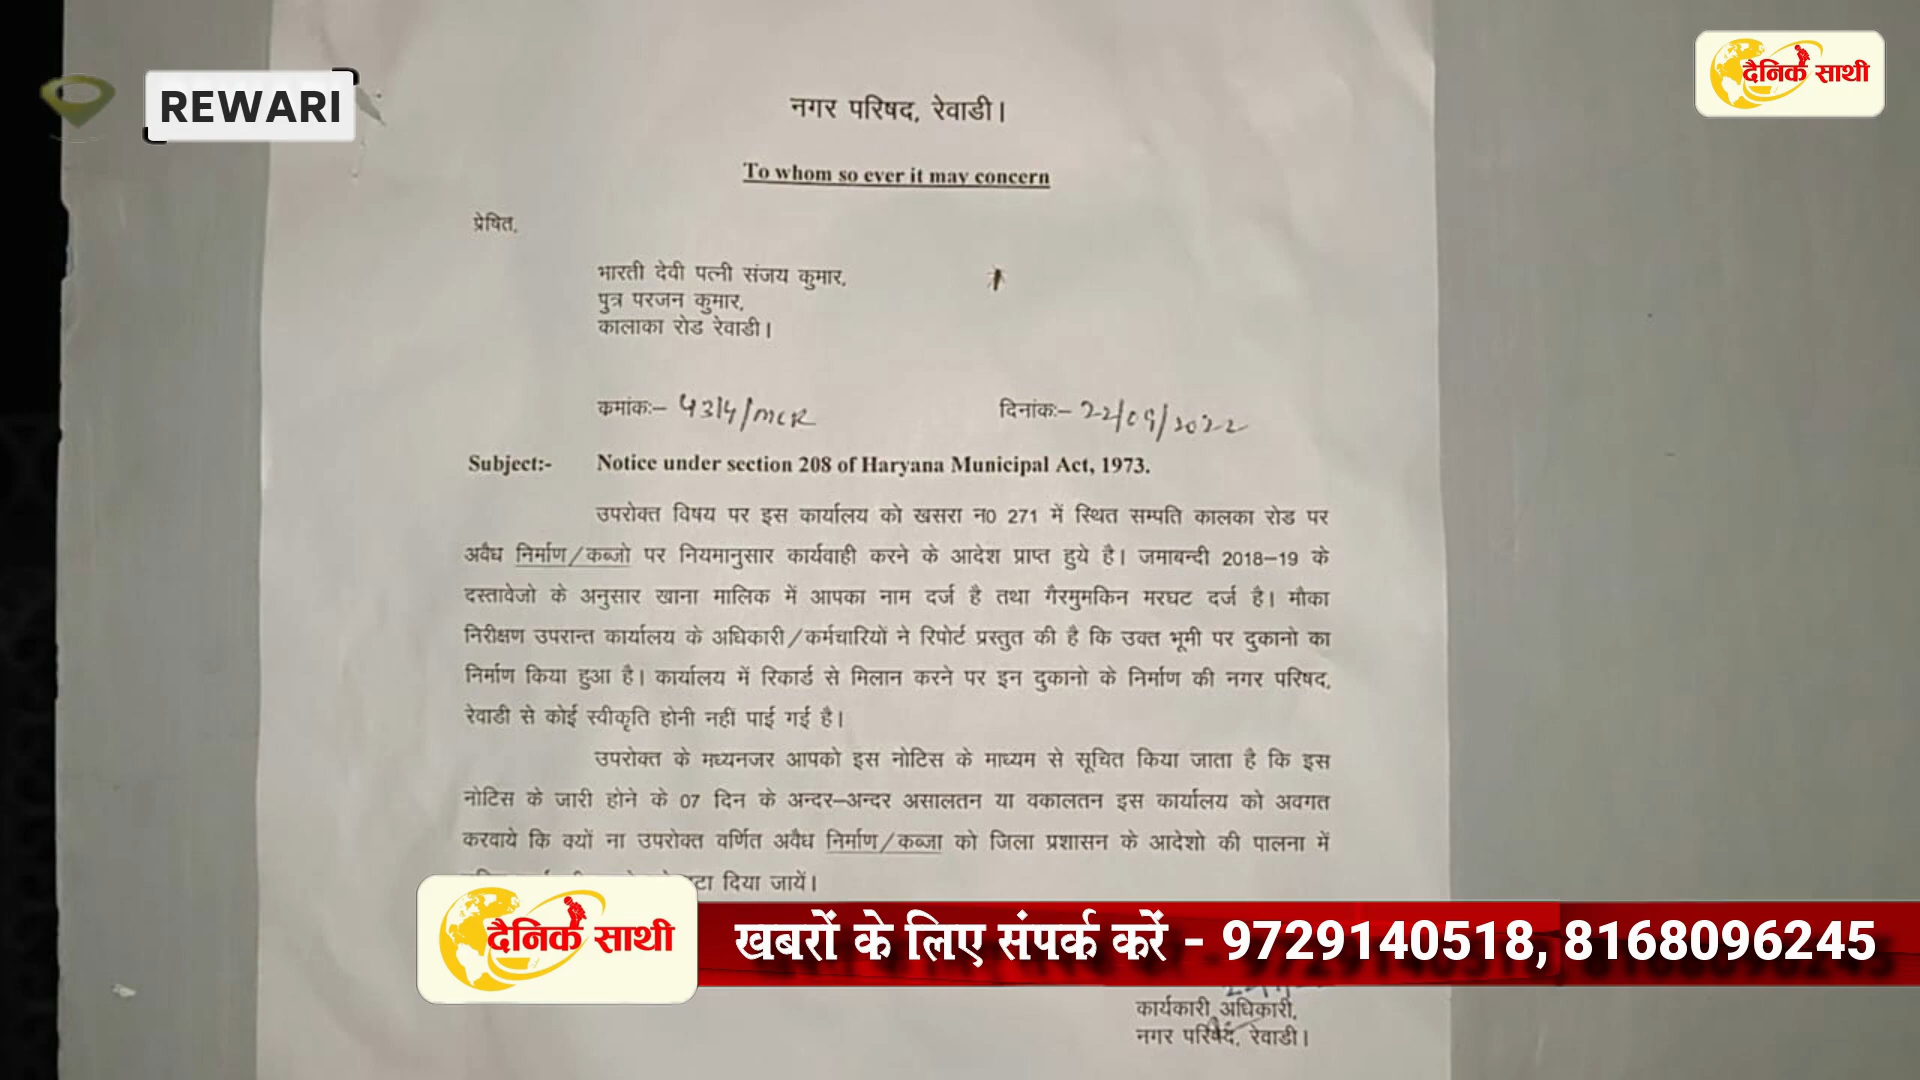 REWARI
दैनिक साथी
नगर परिषद, रेवाडी।
To whom so ever it may concern
प्रेषित,
भारती देवी पत्नी संजय कुमार,
पुत्र परजन कुमार,
कालाका रोड रेवाडी।
कमांकः– 4314/MCR
दिनांकः– 22/09/2022
Subject:- Notice under section 208 of Haryana Municipal Act, 1973.
उपरोक्त विषय पर इस कार्यालय को खसरा न0 271 में स्थित सम्पति कालका रोड पर
अवैध निर्माण/कब्जो पर नियमानुसार कार्यवाही करने के आदेश प्राप्त हुये है। जमाबन्दी 2018–19 के
दस्तावेजो के अनुसार खाना मालिक में आपका नाम दर्ज है तथा गैरमुमकिन मरघट दर्ज है। मौका
निरीक्षण उपरान्त कार्यालय के अधिकारी/कर्मचारियों ने रिपोर्ट प्रस्तुत की है कि उक्त भूमी पर दुकानो का
निर्माण किया हुआ है। कार्यालय में रिकार्ड से मिलान करने पर इन दुकानो के निर्माण की नगर परिषद,
रेवाडी से कोई स्वीकृति होनी नहीं पाई गई है।
उपरोक्त के मध्यनजर आपको इस नोटिस के माध्यम से सूचित किया जाता है कि इस
नोटिस के जारी होने के 07 दिन के अन्दर–अन्दर असालतन या वकालतन इस कार्यालय को अवगत
करवाये कि क्यों ना उपरोक्त वर्णित अवैध निर्माण/कब्जा को जिला प्रशासन के आदेशो की पालना में
दिया जायें।
दैनिक साथी
खबरों के लिए संपर्क करें - 9729140518, 8168096245
कार्यकारी अधिकारी,
नगर परिषद, रेवाडी।